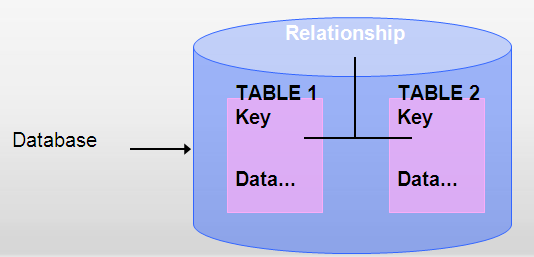 Relationship
TABLE 1
TABLE 2
Key
Key
Database
Data...
Data...